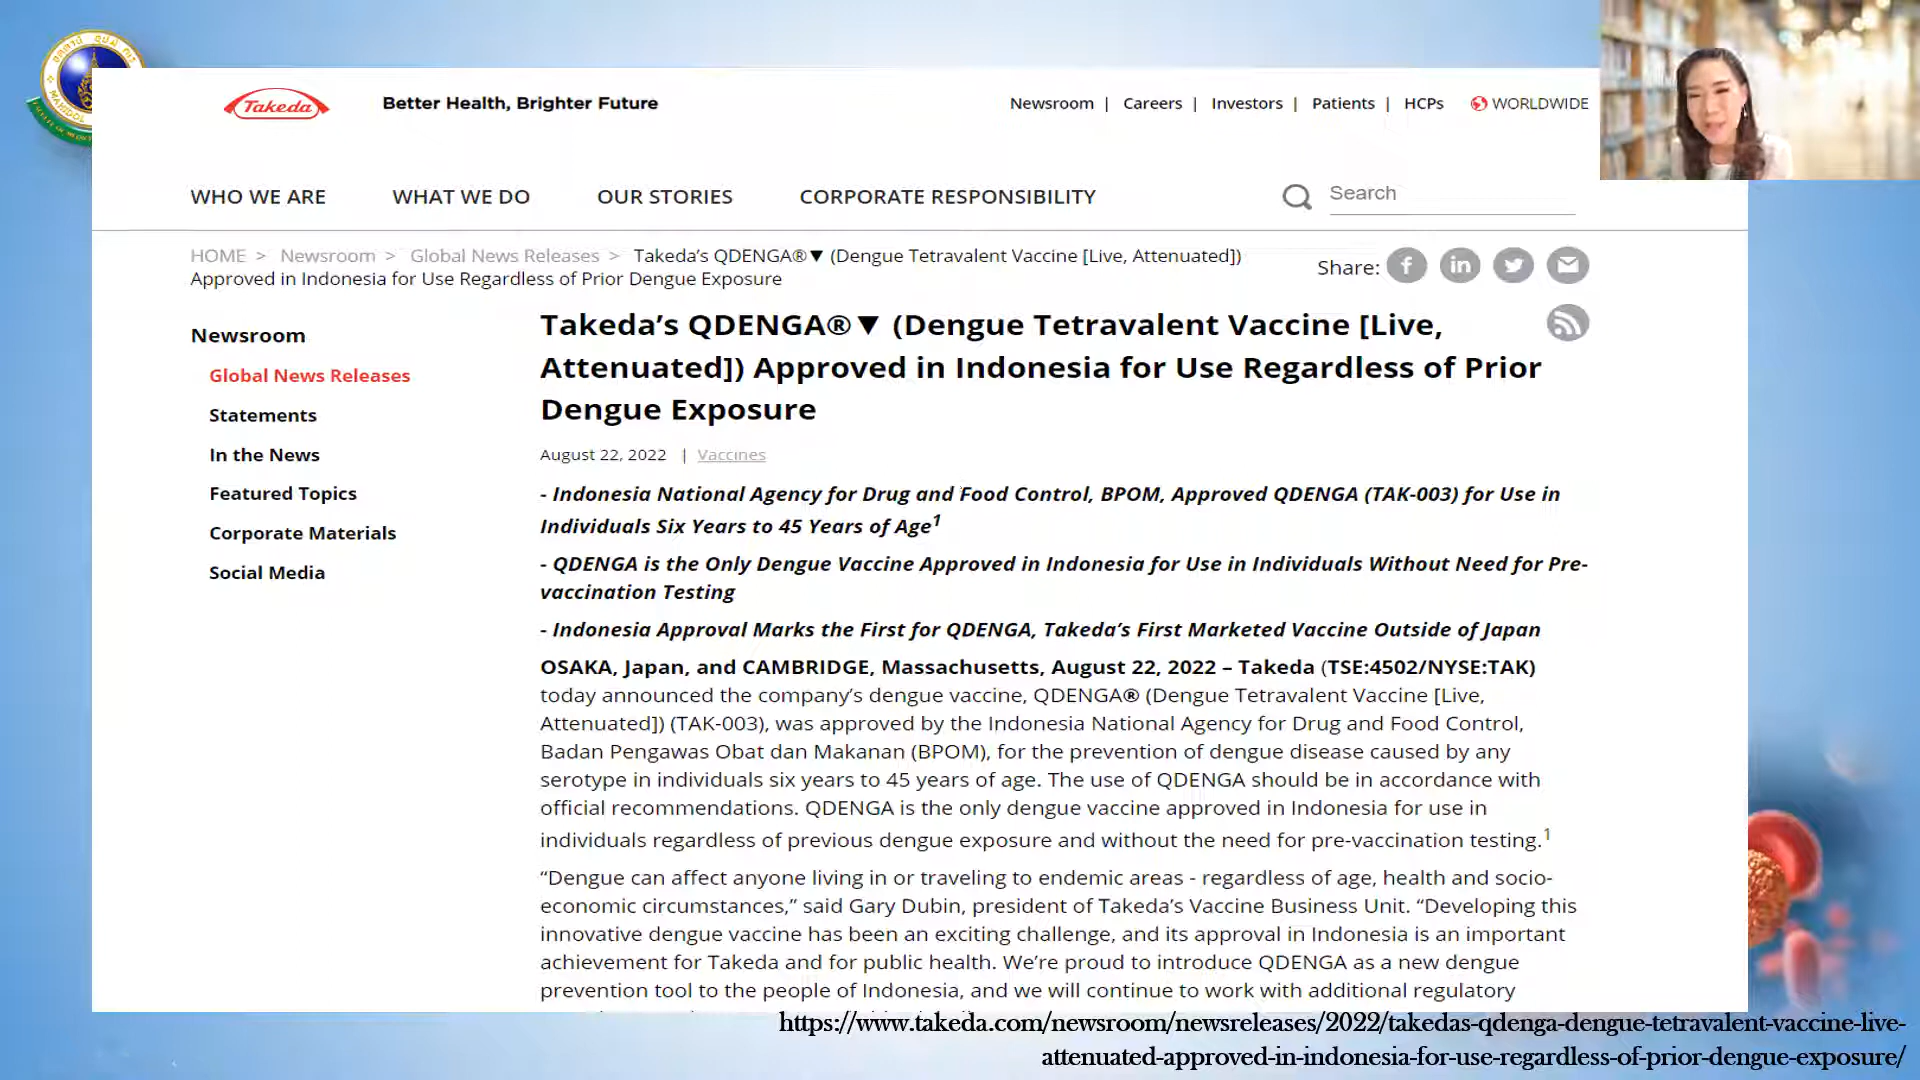 Takeda
Better Health, Brighter Future
Newsroom | Careers | Investors | Patients | HCPs WORLDWIDE
WHO WE ARE WHAT WE DO OUR STORIES CORPORATE RESPONSIBILITY Search
HOME > Newsroom > Global News Releases > Takeda’s QDENGA®▼ (Dengue Tetravalent Vaccine [Live, Attenuated])
Approved in Indonesia for Use Regardless of Prior Dengue Exposure
Share:
Newsroom
Global News Releases
Statements
In the News
Featured Topics
Corporate Materials
Social Media
Takeda’s QDENGA®▼ (Dengue Tetravalent Vaccine [Live,
Attenuated]) Approved in Indonesia for Use Regardless of Prior
Dengue Exposure
August 22, 2022 | Vaccines
- Indonesia National Agency for Drug and Food Control, BPOM, Approved QDENGA (TAK-003) for Use in
Individuals Six Years to 45 Years of Age1
- QDENGA is the Only Dengue Vaccine Approved in Indonesia for Use in Individuals Without Need for Pre-
vaccination Testing
- Indonesia Approval Marks the First for QDENGA, Takeda’s First Marketed Vaccine Outside of Japan
OSAKA, Japan, and CAMBRIDGE, Massachusetts, August 22, 2022 – Takeda (TSE:4502/NYSE:TAK)
today announced the company’s dengue vaccine, QDENGA® (Dengue Tetravalent Vaccine [Live,
Attenuated]) (TAK-003), was approved by the Indonesia National Agency for Drug and Food Control,
Badan Pengawas Obat dan Makanan (BPOM), for the prevention of dengue disease caused by any
serotype in individuals six years to 45 years of age. The use of QDENGA should be in accordance with
official recommendations. QDENGA is the only dengue vaccine approved in Indonesia for use in
individuals regardless of previous dengue exposure and without the need for pre-vaccination testing.1
“Dengue can affect anyone living in or traveling to endemic areas - regardless of age, health and socio-
economic circumstances,” said Gary Dubin, president of Takeda’s Vaccine Business Unit. “Developing this
innovative dengue vaccine has been an exciting challenge, and its approval in Indonesia is an important
achievement for Takeda and for public health. We’re proud to introduce QDENGA as a new dengue
prevention tool to the people of Indonesia, and we will continue to work with additional regulatory
https://www.takeda.com/newsroom/newsreleases/2022/takedas-qdenga-dengue-tetravalent-vaccine-live-
attenuated-approved-in-indonesia-for-use-regardless-of-prior-dengue-exposure/